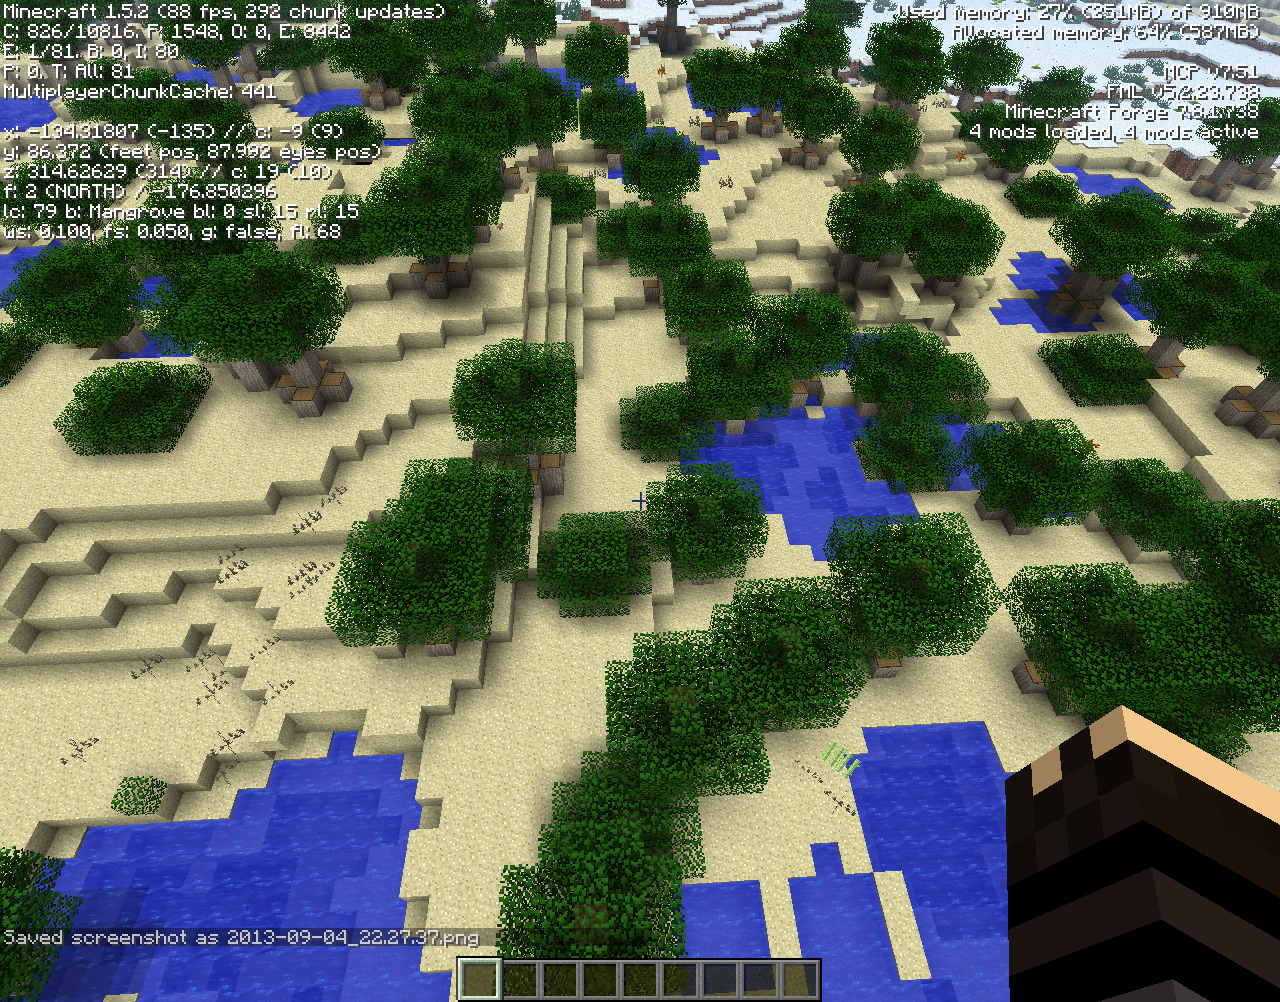 Minecraft 1.5.2 (88 fps, 292 chunk updates)
C: 826/10816. F: 1548, O: 0, E: 8442
E: 1/81. B: 0, I: 80
P: 0. T: All: 81
MultiplayerChunkCache: 441
x: -134.31807 (-135) // c: -9 (9)
y: 86.372 (feet pos, 87.992 eyes pos)
z: 314.62629 (314) // c: 19 (10)
f: 2 (NORTH) / -176.850296
lc: 79 b: Mangrove bl: 0 sl: 15 rl: 15
ws: 0.100, fs: 0.050, g: false, fl: 68
Used memory: 27% (251MB) of 910MB
Allocated memory: 64% (587MB)
MCP v7.51
FML v5.2.23.738
Minecraft Forge 7.8.1.738
4 mods loaded, 4 mods active
Saved screenshot as 2013-09-04_22.27.37.png